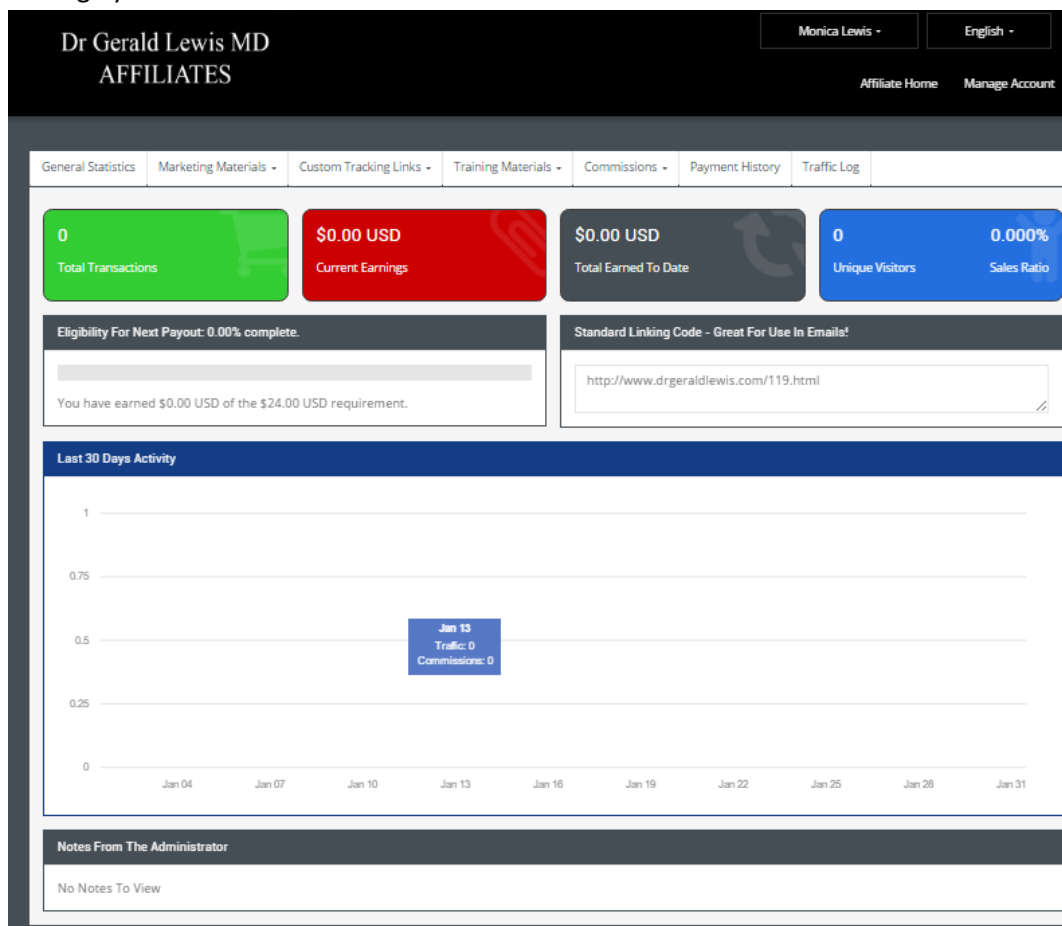 Dr Gerald Lewis MD
AFFILIATES
Monica Lewis
English
Affiliate Home Manage Account
General Statistics Marketing Materials Custom Tracking Links Training Materials Commissions Payment History Traffic Log
0
Total Transactions
$0.00 USD
Current Earnings
$0.00 USD
Total Earned To Date
0 0.000%
Unique Visitors Sales Ratio
Eligibility For Next Payout: 0.00% complete.
You have earned $0.00 USD of the $24.00 USD requirement.
Standard Linking Code - Great For Use In Emails!
http://www.drgeraldlewis.com/119.html
Last 30 Days Activity
1
0.75
0.5
0.25
0
Jan 13
Traffic: 0
Commissions: 0
Jan 04 Jan 07 Jan 10 Jan 13 Jan 16 Jan 19 Jan 22 Jan 25 Jan 28 Jan 31
Notes From The Administrator
No Notes To View